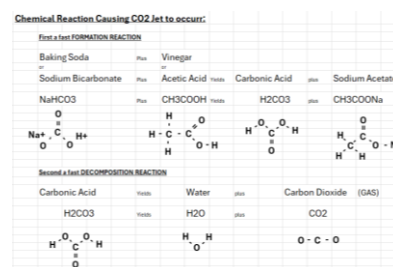 Chemical Reaction Causing CO2 Jet to occurr:
First a fast FORMATION REACTION
Baking Soda Plus Vinegar
or or
Sodium Bicarbonate Plus Acetic Acid Yields Carbonic Acid plus Sodium Acetat
NaHCO3 Plus CH3COOH Yields H2CO3 plus CH3COONa
O H O
Na+ C H+ H - C - C O - H H O O H C O H C C O
O O H O H H
Second a fast DECOMPOSITION REACTION
Carbonic Acid Yields Water plus Carbon Dioxide (GAS)
H2CO3 Yields H2O plus CO2
H O O H H H O - C - O
C O
O